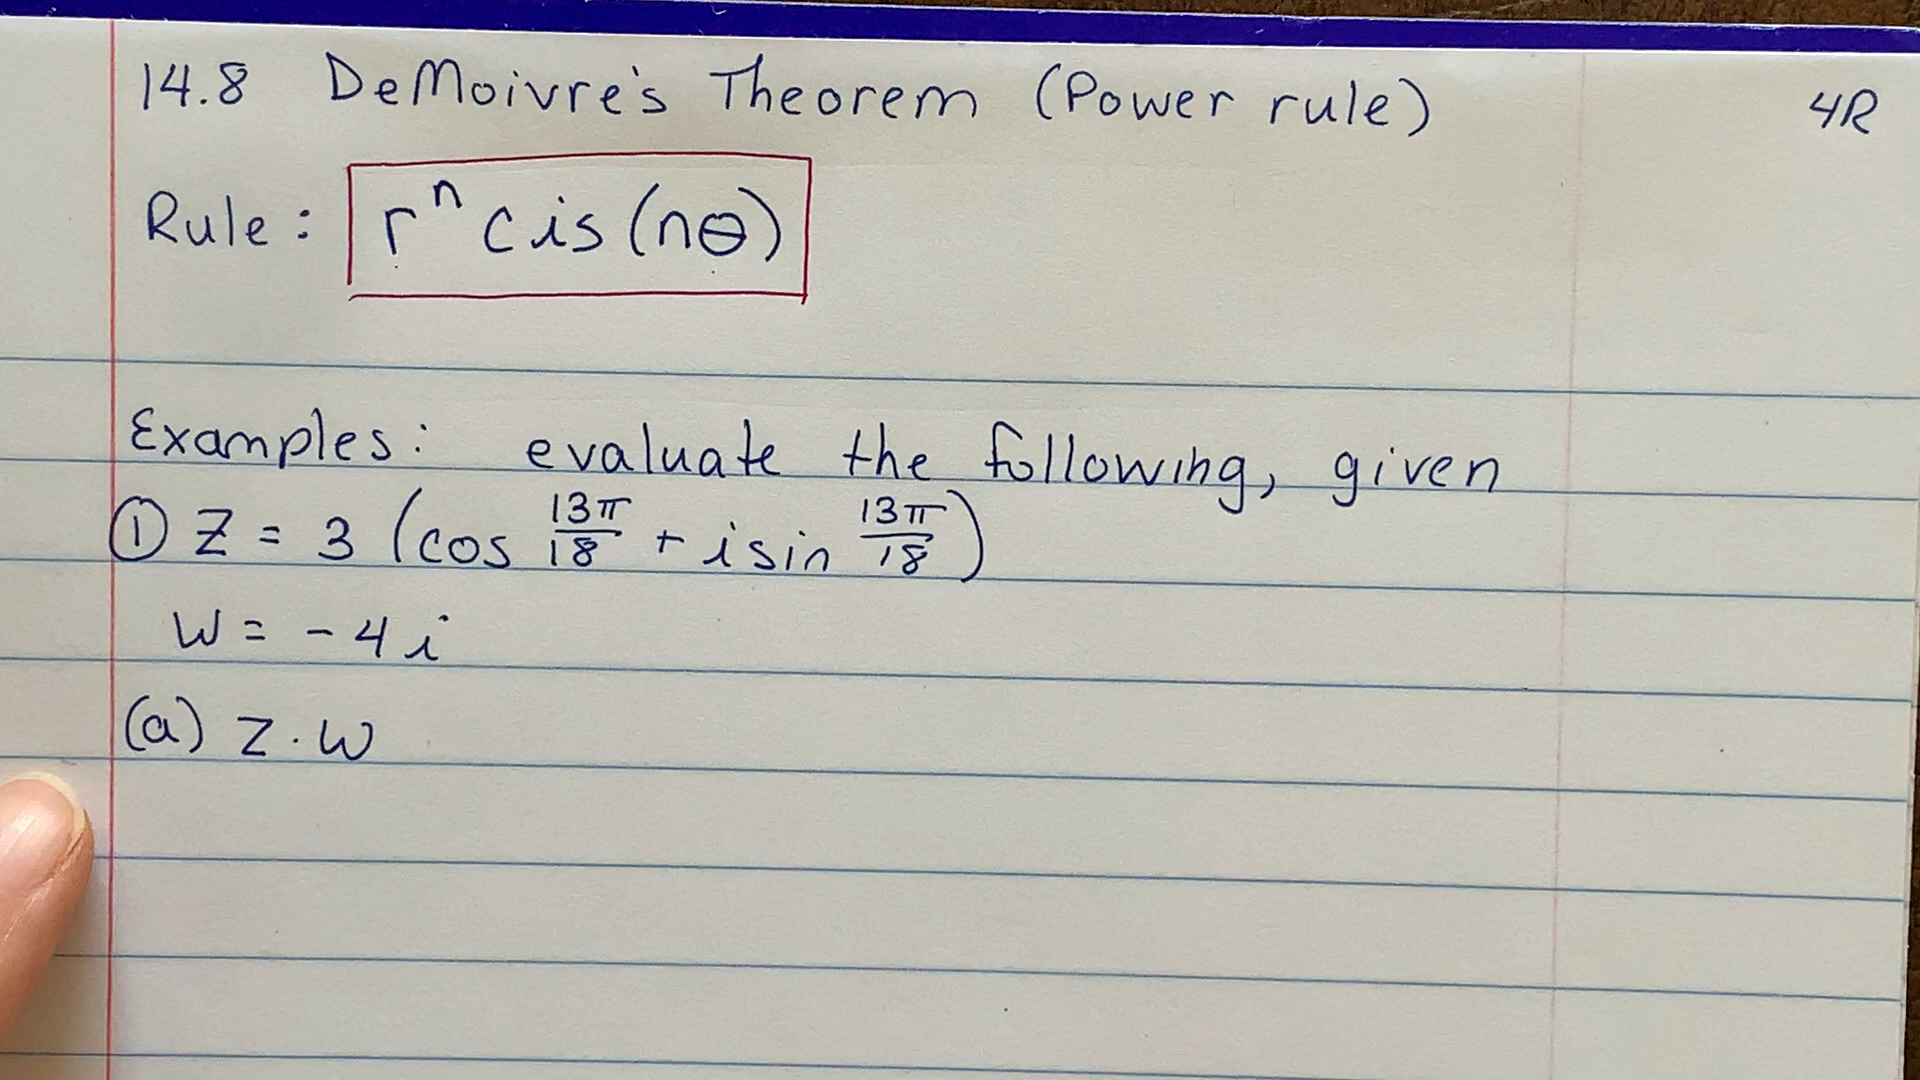 14.8 DeMoivre's Theorem (Power rule) 4R
Rule: rⁿ cis (nθ)
Examples: evaluate the following, given
① Z = 3 (cos 13π/18 + i sin 13π/18)
W = -4i
(a) Z · W